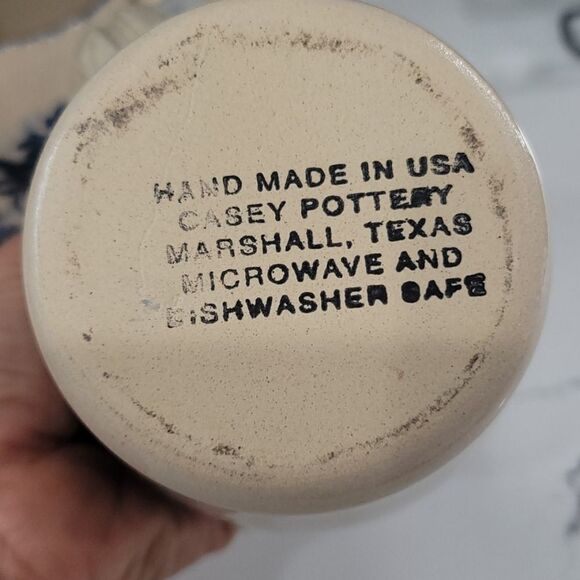 HAND MADE IN USA
CASEY POTTERY
MARSHALL, TEXAS
MICROWAVE AND
DISHWASHER SAFE